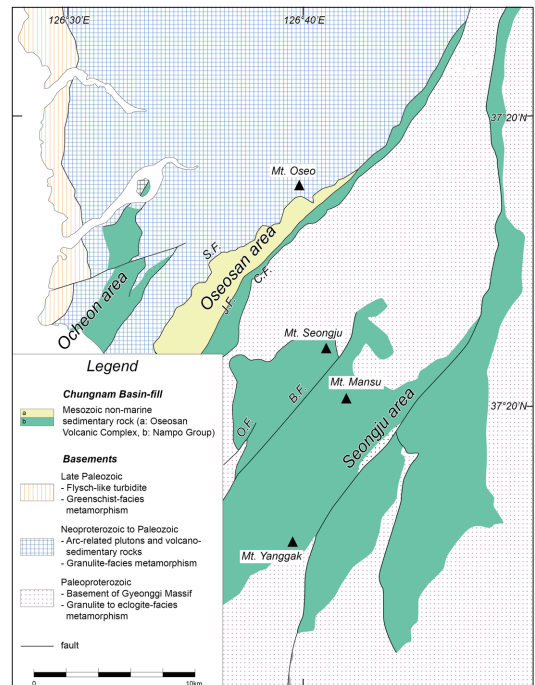 126°30'E
126°40'E
37°20'N
Mt. Oseo
S.F.
Oseosan area
C.F.
J.F.
Ocheon area
Mt. Seongju
Mt. Mansu
B.F.
O.F.
37°20'N
Seongju area
Mt. Yanggak
Legend
Chungnam Basin-fill
a
b
Mesozoic non-marine
sedimentary rock (a: Oseosan
Volcanic Complex, b: Nampo Group)
Basements
Late Paleozoic
- Flysch-like turbidite
- Greenschist-facies
metamorphism
Neoproterozoic to Paleozoic
- Arc-related plutons and volcano-
sedimentary rocks
- Granulite-facies metamorphism
Paleoproterozoic
- Basement of Gyeonggi Massif
- Granulite to eclogite-facies
metamorphism
fault
0
10km